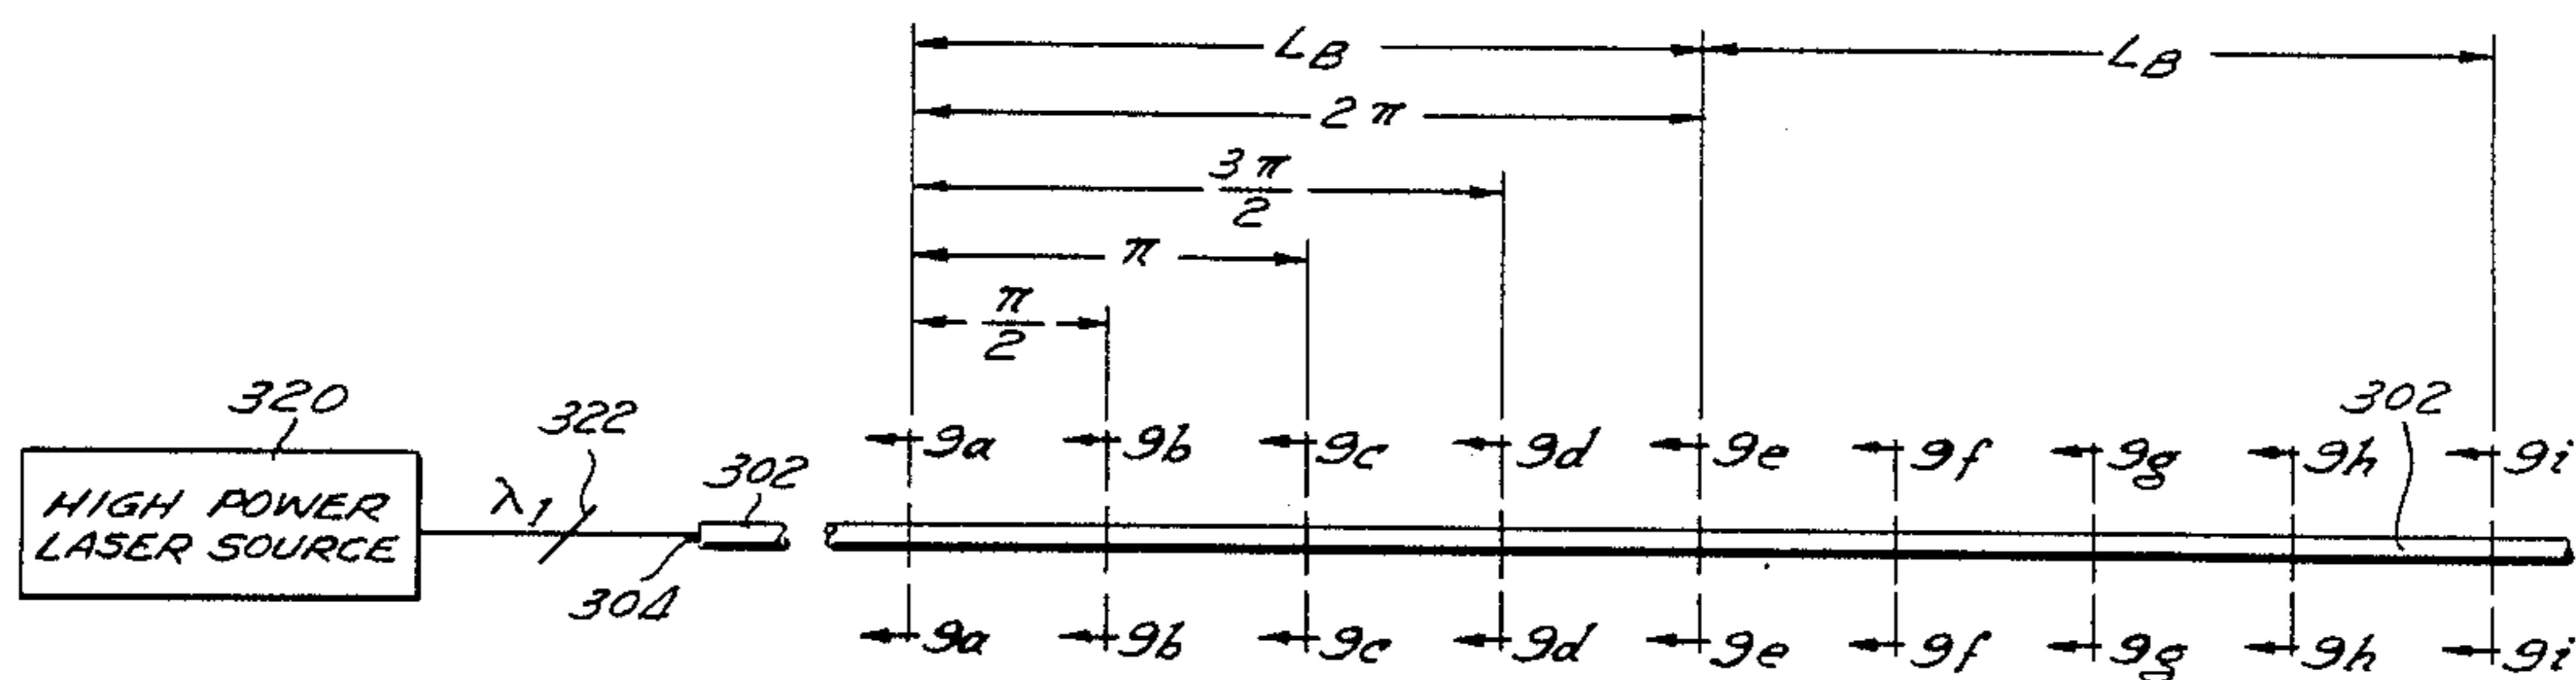 L_B L_B
2π
3π/2
π
π/2
320
322
302
302
9a 9b 9c 9d 9e 9f 9g 9h 9i
HIGH POWER
LASER SOURCE
λ1
304
9a 9b 9c 9d 9e 9f 9g 9h 9i